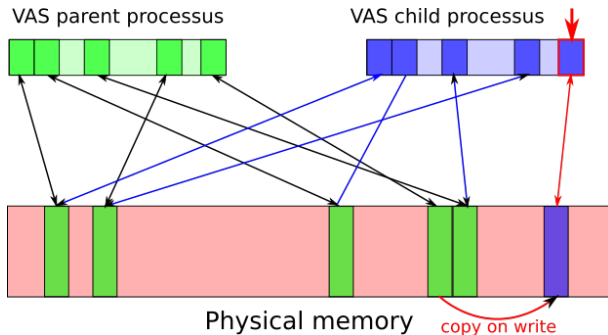 VAS parent processus
VAS child processus
Physical memory
copy on write